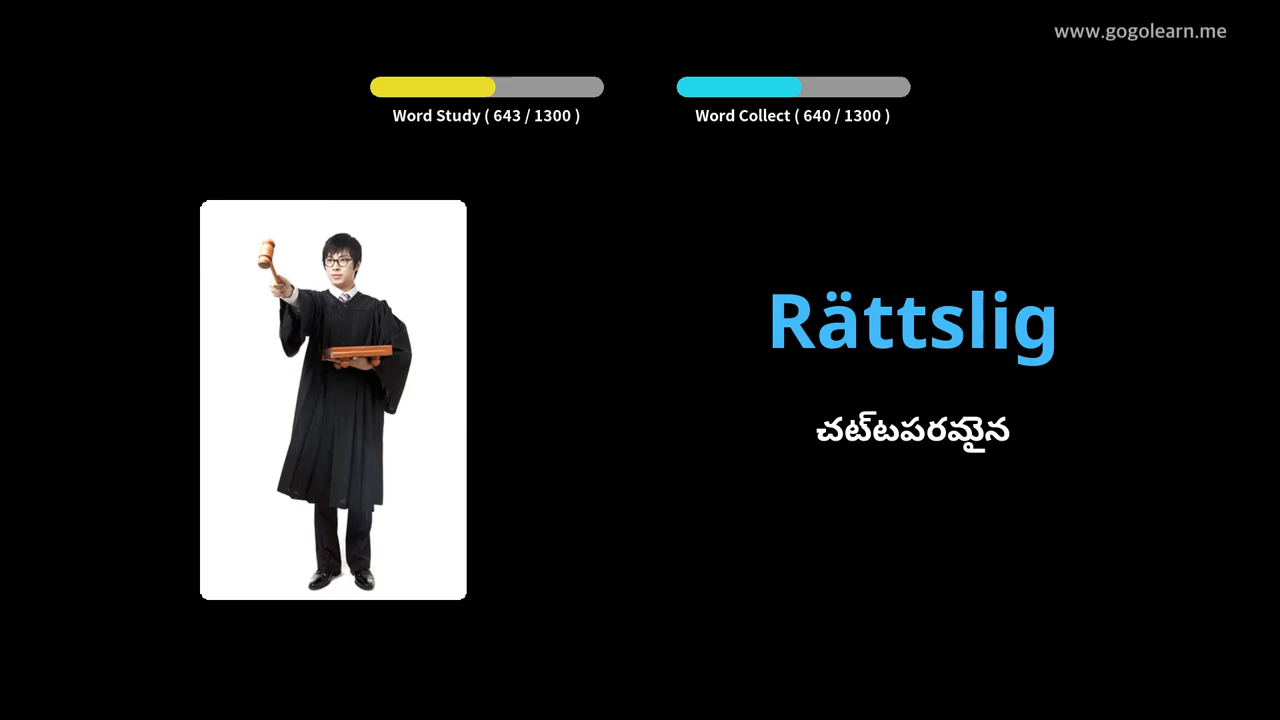 www.gogolearn.me
Word Study ( 643 / 1300 )
Word Collect ( 640 / 1300 )
Rättslig
చట్టపరమైన